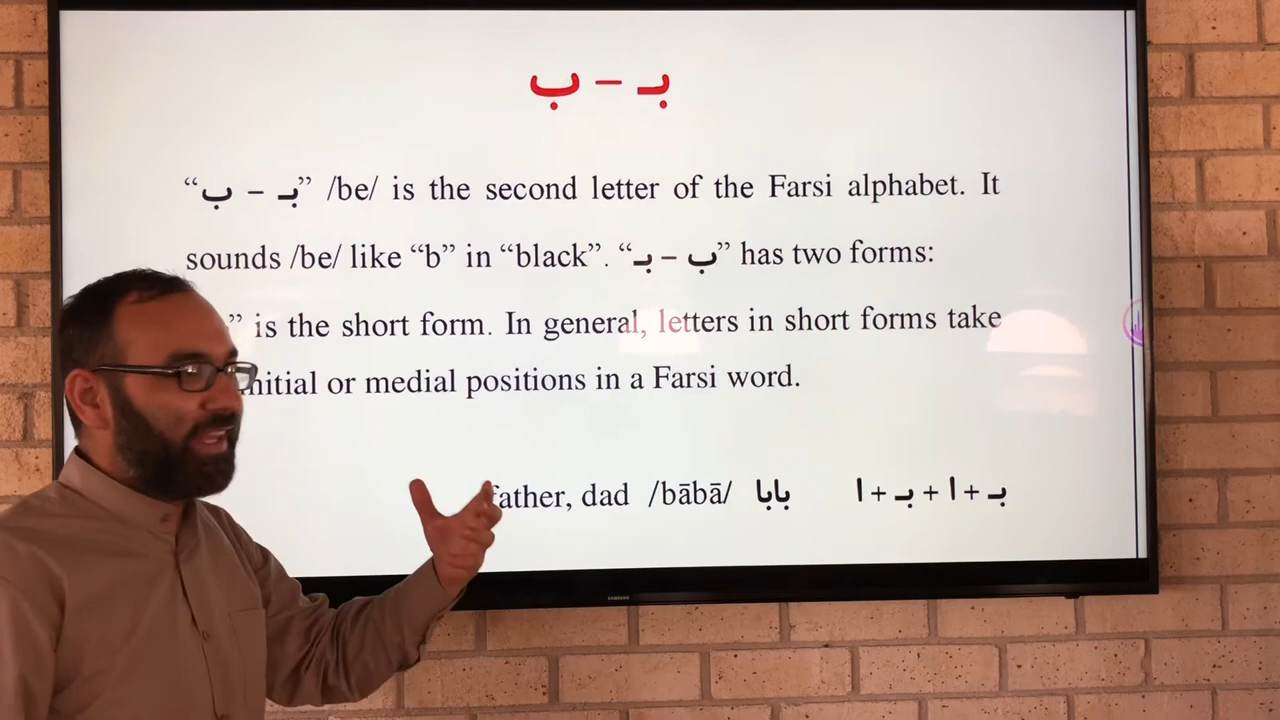 بـ – ب
“بـ – ب” /be/ is the second letter of the Farsi alphabet. It
sounds /be/ like “b” in “black”. “ب – بـ” has two forms:
” is the short form. In general, letters in short forms take
initial or medial positions in a Farsi word.
father, dad /bābā/ بابا بـ + ا + بـ + ا
SAMSUNG